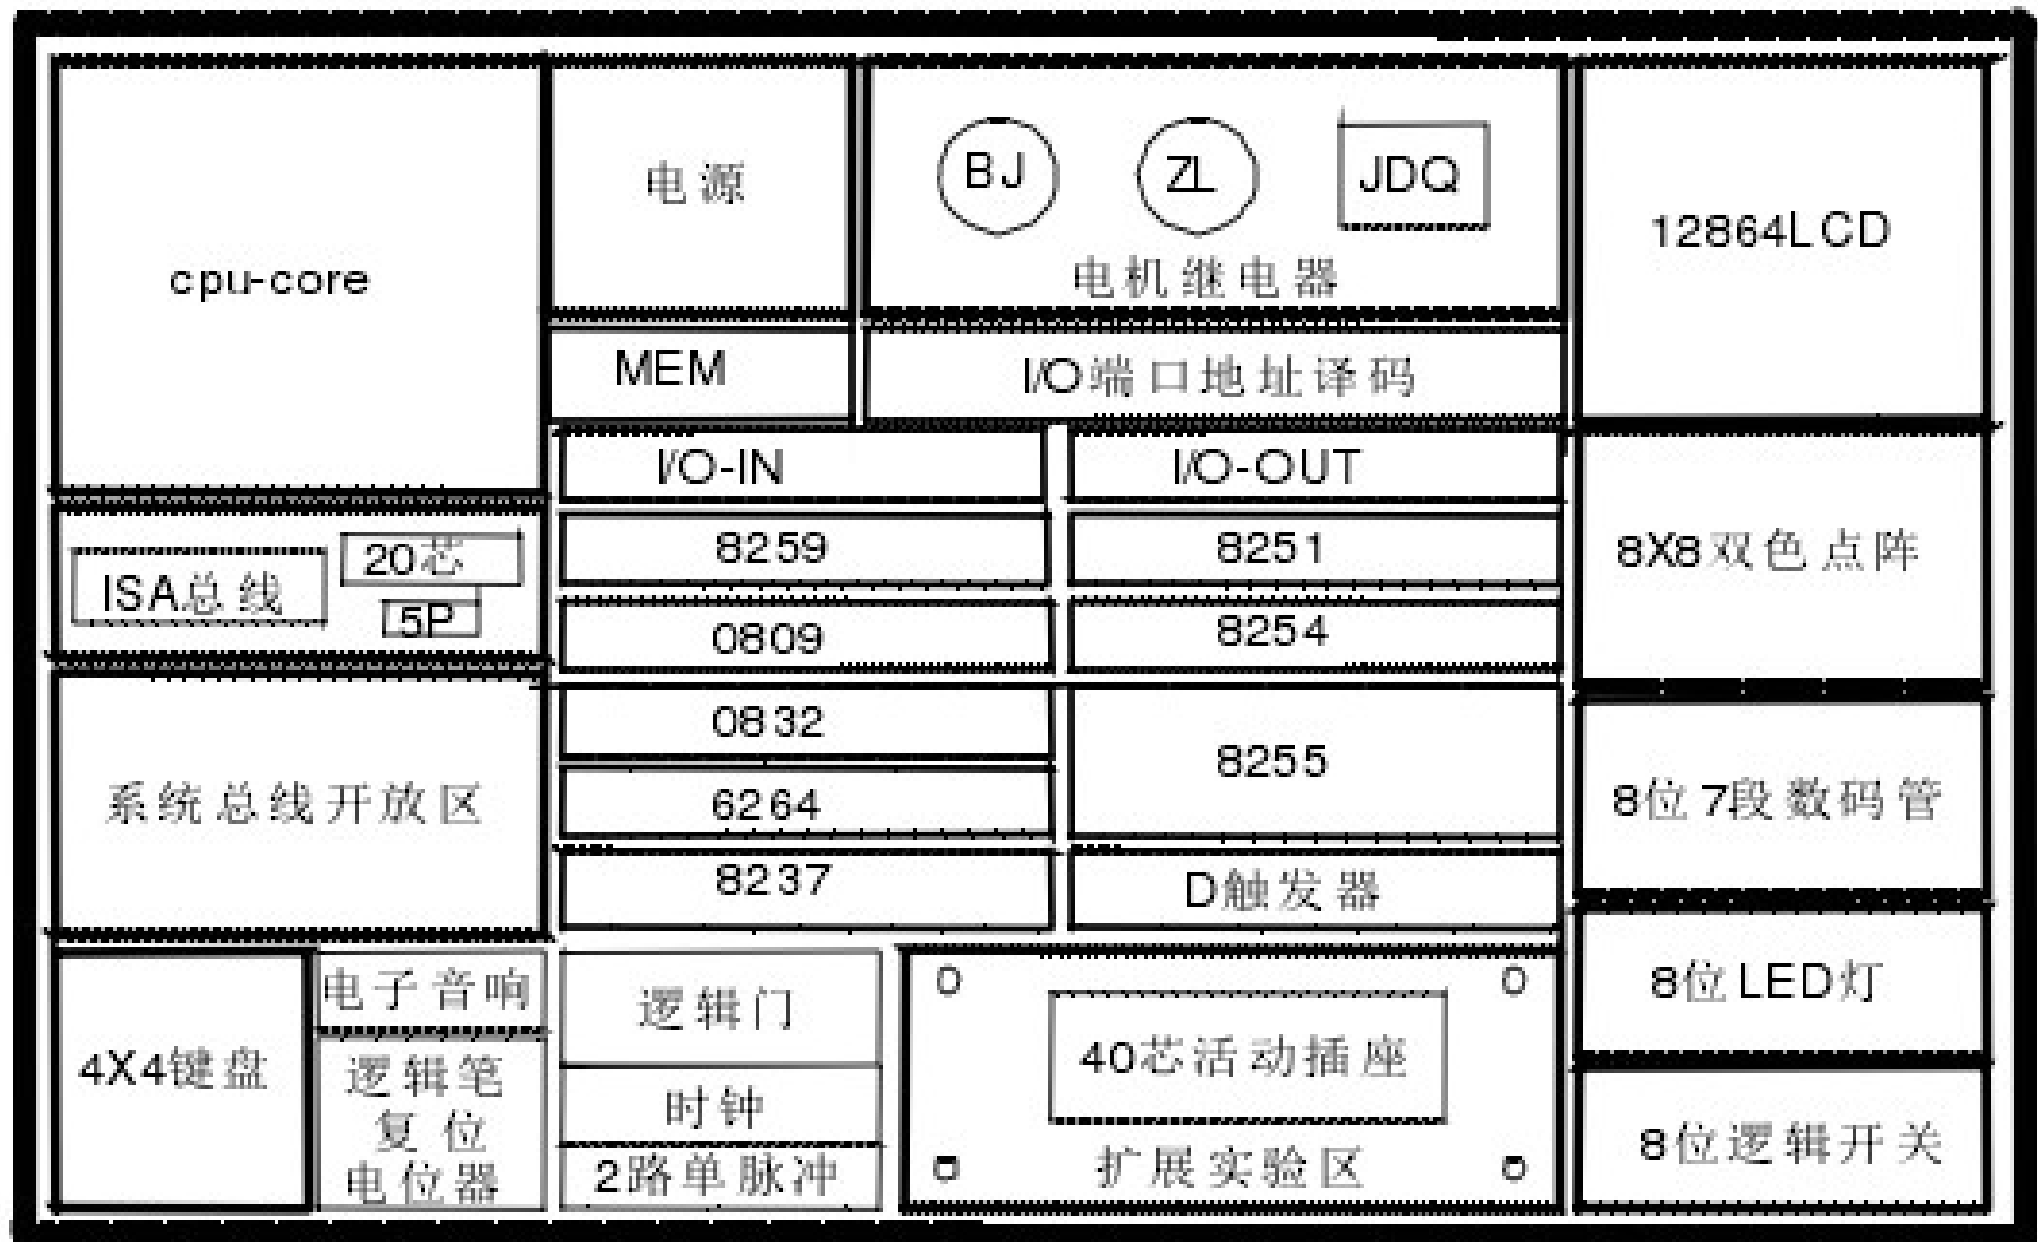 cpu-core
电源
BJ
ZL
JDQ
电机继电器
12864LCD
MEM
I/O端口地址译码
I/O-IN
I/O-OUT
ISA总线
20芯
5P
8259
8251
8X8双色点阵
0809
8254
系统总线开放区
0832
8255
6264
8位7段数码管
8237
D触发器
4X4键盘
电子音响
逻辑笔
复位
电位器
逻辑门
时钟
2路单脉冲
40芯活动插座
扩展实验区
8位LED灯
8位逻辑开关